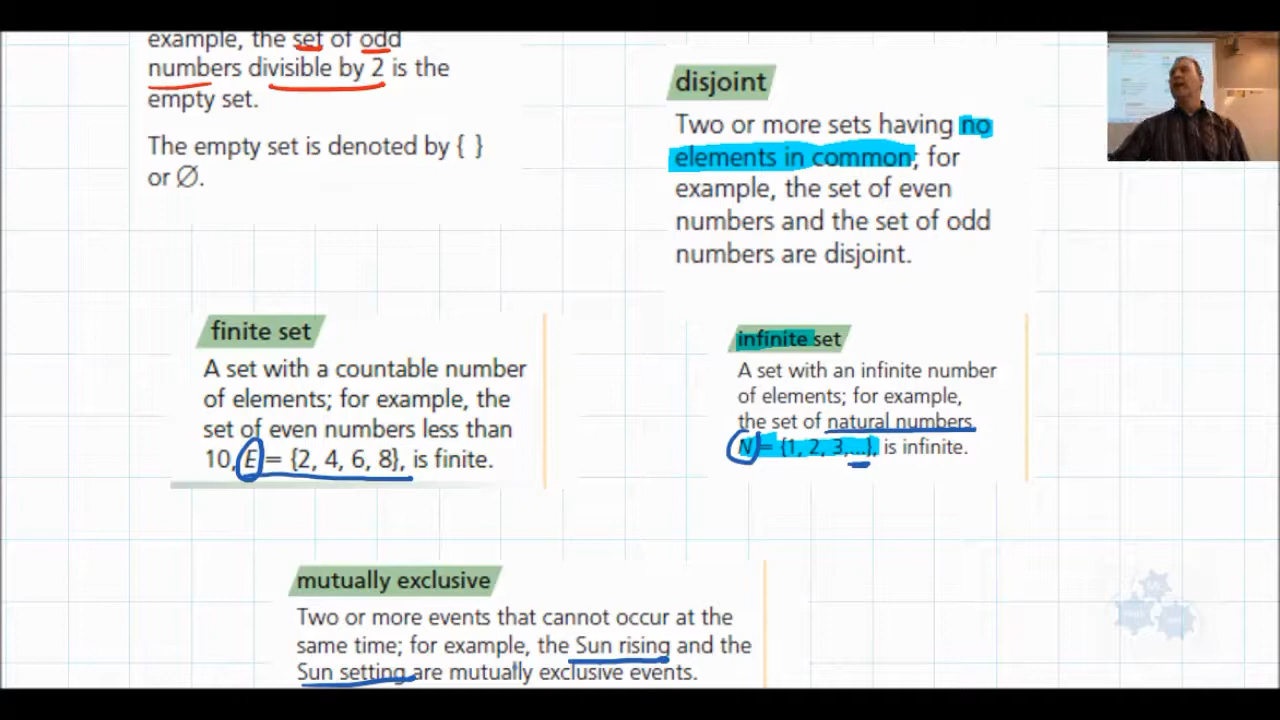 example, the set of odd
numbers divisible by 2 is the
empty set.
The empty set is denoted by { }
or Ø.
disjoint
Two or more sets having no
elements in common; for
example, the set of even
numbers and the set of odd
numbers are disjoint.
finite set
A set with a countable number
of elements; for example, the
set of even numbers less than
10, E = {2, 4, 6, 8}, is finite.
infinite set
A set with an infinite number
of elements; for example,
the set of natural numbers,
N = {1, 2, 3,...}, is infinite.
mutually exclusive
Two or more events that cannot occur at the
same time; for example, the Sun rising and the
Sun setting are mutually exclusive events.